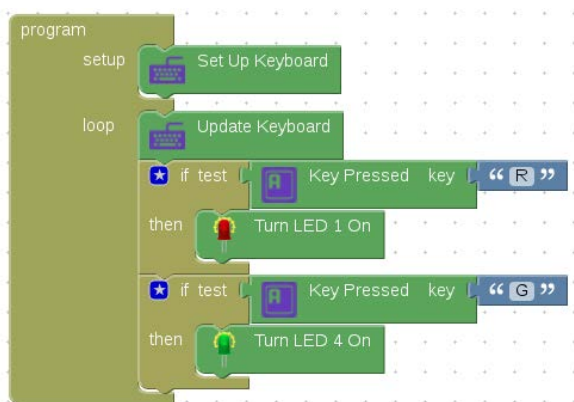 program
setup Set Up Keyboard
loop Update Keyboard
if test A Key Pressed key “ R ”
then Turn LED 1 On
if test A Key Pressed key “ G ”
then Turn LED 4 On